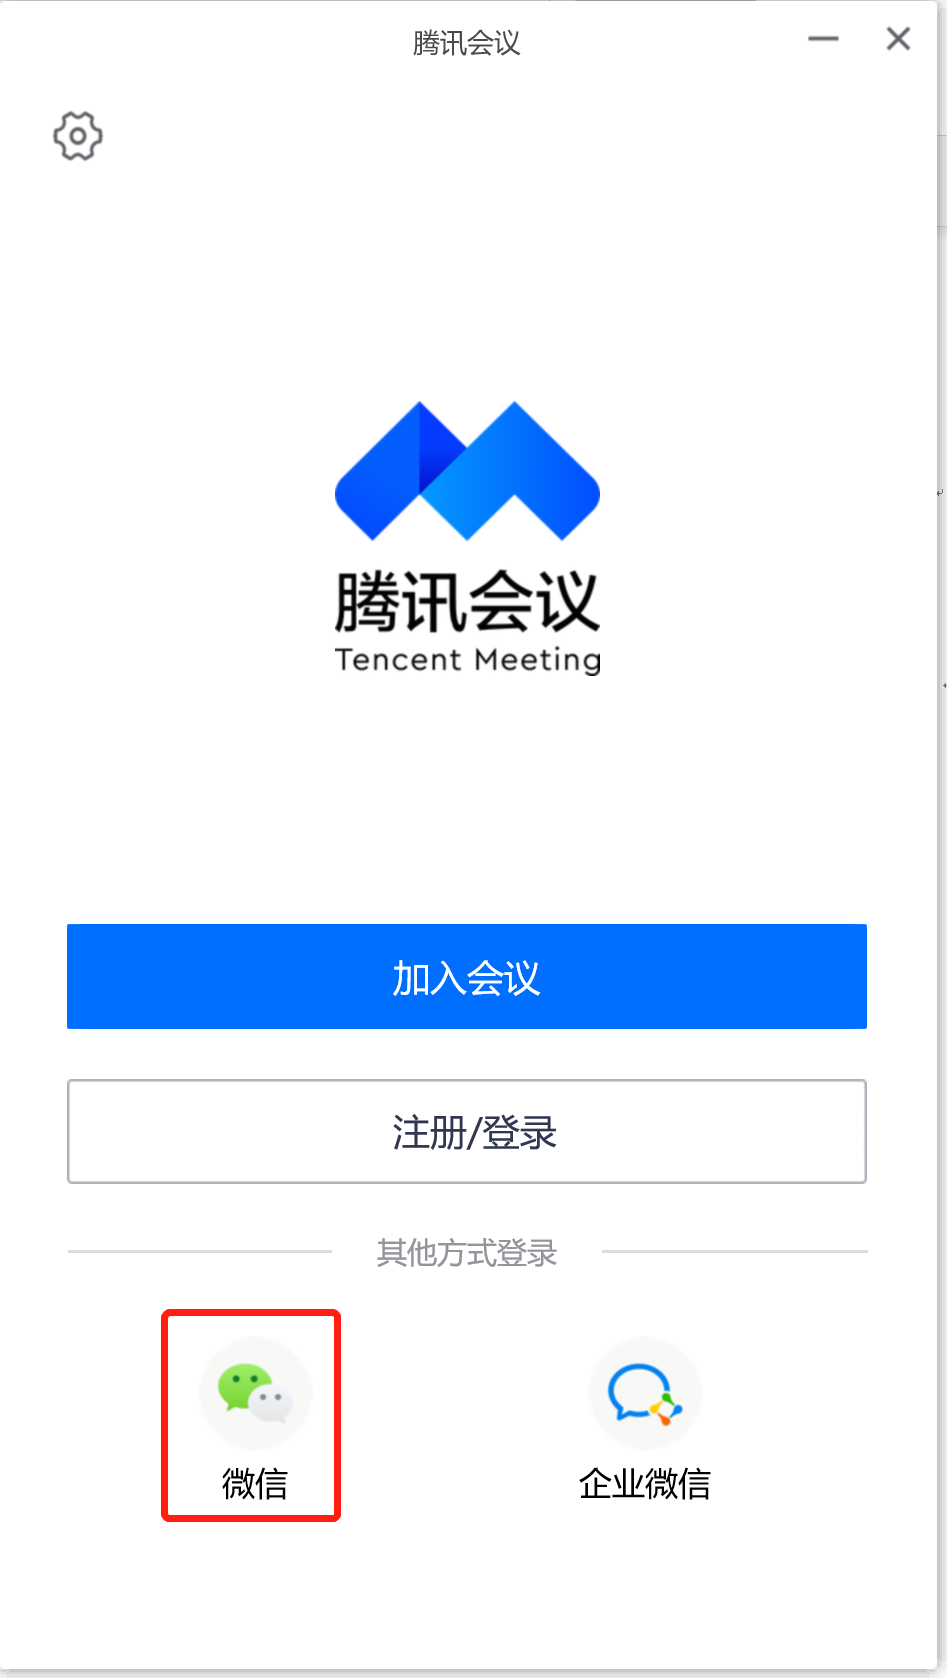 腾讯会议
腾讯会议
Tencent Meeting
加入会议
注册/登录
其他方式登录
微信
企业微信